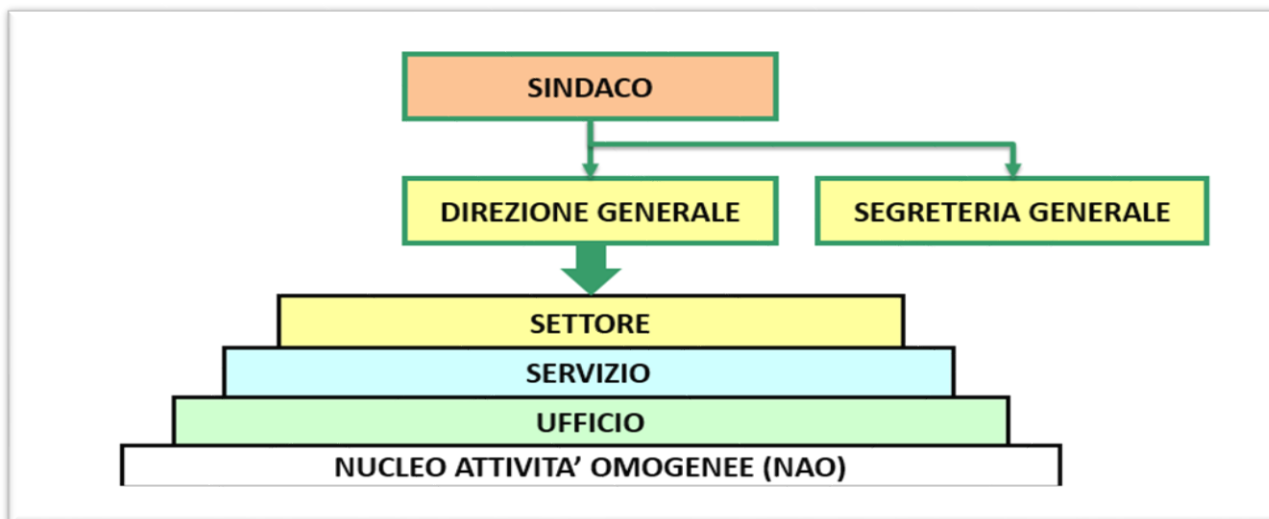 SINDACO
DIREZIONE GENERALE
SEGRETERIA GENERALE
SETTORE
SERVIZIO
UFFICIO
NUCLEO ATTIVITA’ OMOGENEE (NAO)